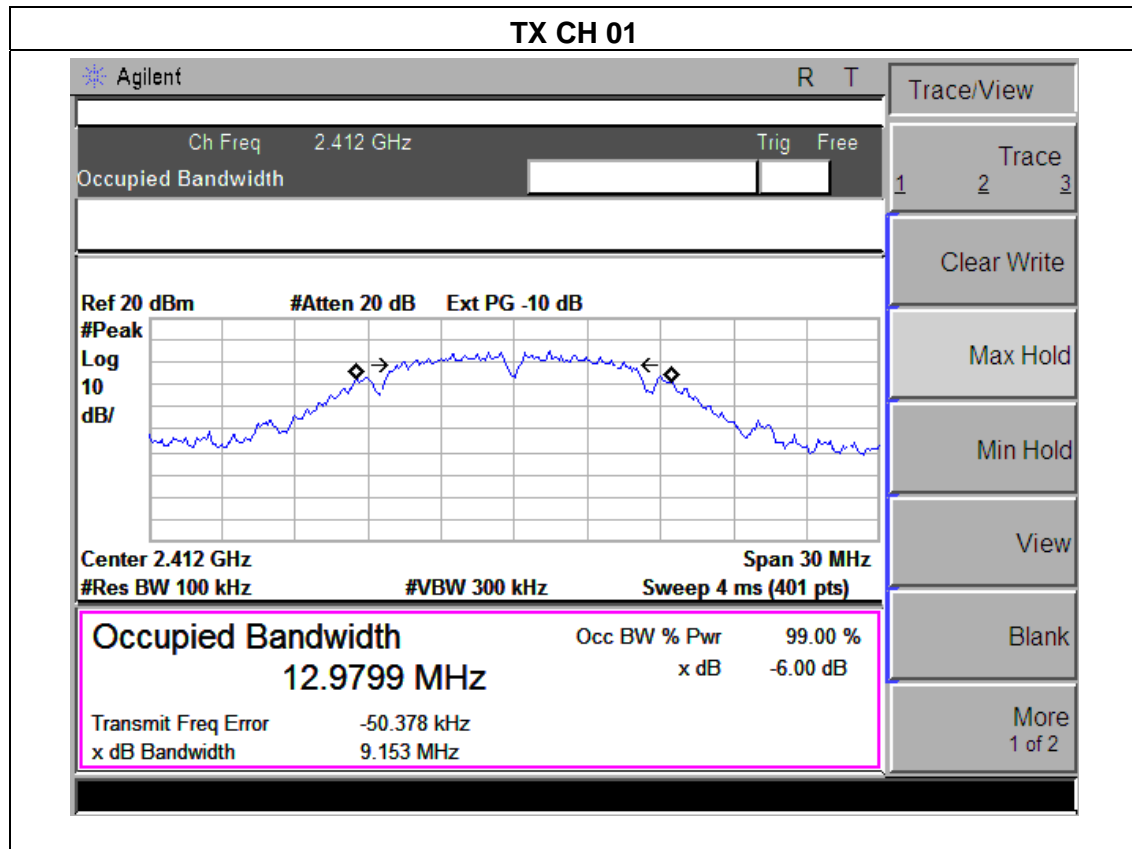 TX CH 01
Agilent R T
Ch Freq 2.412 GHz Trig Free
Occupied Bandwidth
Ref 20 dBm #Atten 20 dB Ext PG -10 dB
#Peak
Log
10
dB/
Center 2.412 GHz Span 30 MHz
#Res BW 100 kHz #VBW 300 kHz Sweep 4 ms (401 pts)
Occupied Bandwidth Occ BW % Pwr 99.00 %
12.9799 MHz x dB -6.00 dB
Transmit Freq Error -50.378 kHz
x dB Bandwidth 9.153 MHz
Trace/View
Trace
1 2 3
Clear Write
Max Hold
Min Hold
View
Blank
More
1 of 2